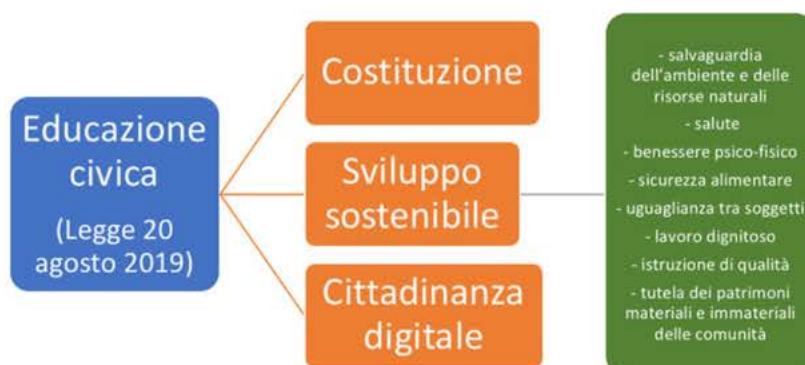 Educazione
civica
(Legge 20
agosto 2019)
Costituzione
Sviluppo
sostenibile
Cittadinanza
digitale
- salvaguardia
dell'ambiente e delle
risorse naturali
- salute
- benessere psico-fisico
- sicurezza alimentare
- uguaglianza tra soggetti
- lavoro dignitoso
- istruzione di qualità
- tutela dei patrimoni
materiali e immateriali
delle comunità